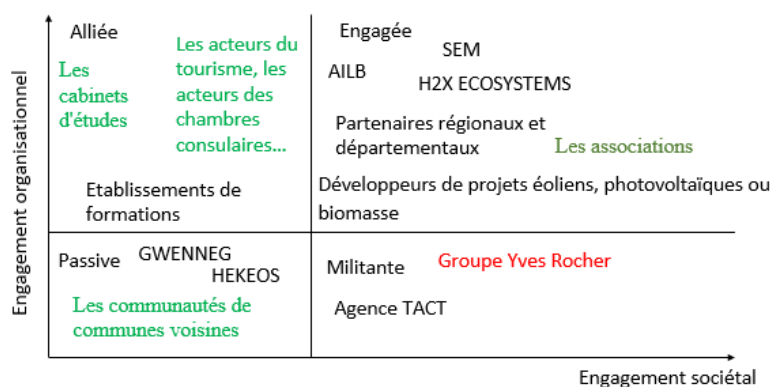 Engagement organisationnel
Alliée
Les
cabinets
d'études
Les acteurs du
tourisme, les
acteurs des
chambres
consulaires...
Etablissements de
formations
Engagée
SEM
AILB
H2X ECOSYSTEMS
Partenaires régionaux et
départementaux
Les associations
Développeurs de projets éoliens, photovoltaïques ou
biomasse
Passive
GWENNEG
HEKEOS
Les communautés de
communes voisines
Militante
Groupe Yves Rocher
Agence TACT
Engagement sociétal